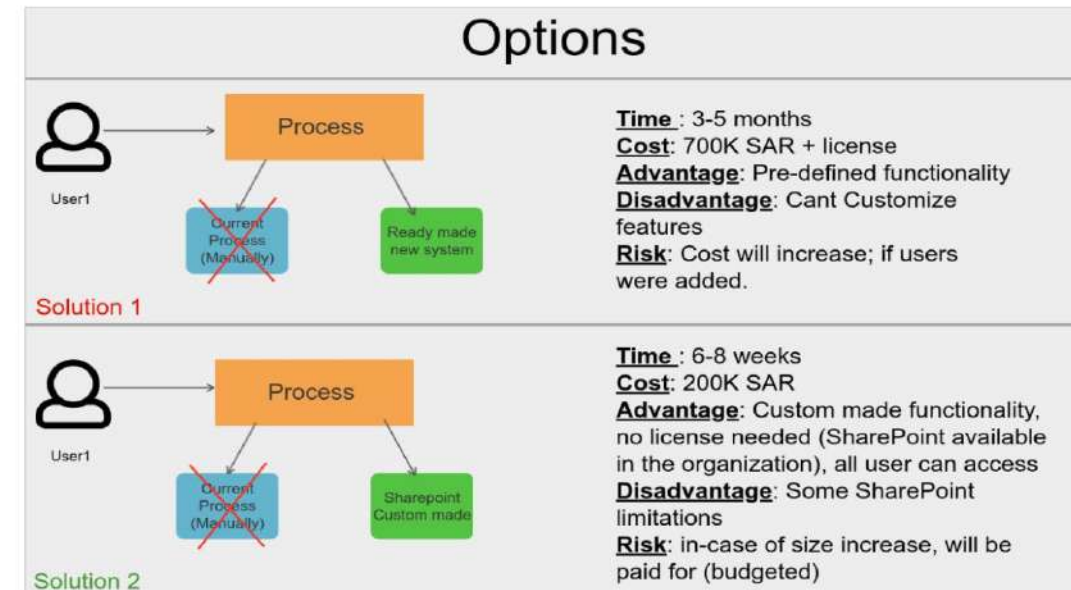 Options
Process
User1
Current
Process
(Manually)
Ready made
new system
Solution 1
Time : 3-5 months
Cost: 700K SAR + license
Advantage: Pre-defined functionality
Disadvantage: Cant Customize
features
Risk: Cost will increase; if users
were added.
Process
User1
Current
Process
(Manually)
Sharepoint
Custom made
Solution 2
Time : 6-8 weeks
Cost: 200K SAR
Advantage: Custom made functionality,
no license needed (SharePoint available
in the organization), all user can access
Disadvantage: Some SharePoint
limitations
Risk: in-case of size increase, will be
paid for (budgeted)